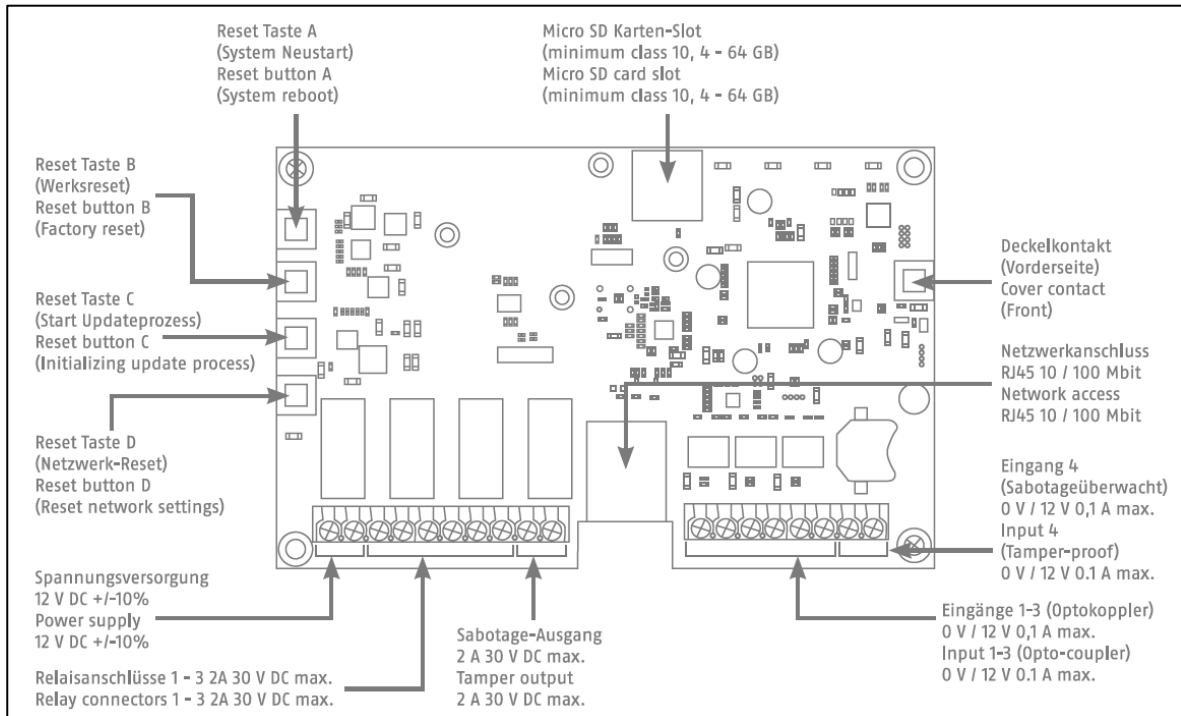 Reset Taste A
(System Neustart)
Reset button A
(System reboot)
Micro SD Karten-Slot
(minimum class 10, 4 - 64 GB)
Micro SD card slot
(minimum class 10, 4 - 64 GB)
Reset Taste B
(Werksreset)
Reset button B
(Factory reset)
Reset Taste C
(Start Updateprozess)
Reset button C
(Initializing update process)
Reset Taste D
(Netzwerk-Reset)
Reset button D
(Reset network settings)
Deckelkontakt
(Vorderseite)
Cover contact
(Front)
Netzwerkanschluss
RJ45 10 / 100 Mbit
Network access
RJ45 10 / 100 Mbit
Eingang 4
(Sabotageüberwacht)
0 V / 12 V 0,1 A max.
Input 4
(Tamper-proof)
0 V / 12 V 0.1 A max.
Spannungsversorgung
12 V DC +/-10%
Power supply
12 V DC +/-10%
Relaisanschlüsse 1 - 3 2A 30 V DC max.
Relay connectors 1 - 3 2A 30 V DC max.
Sabotage-Ausgang
2 A 30 V DC max.
Tamper output
2 A 30 V DC max.
Eingänge 1-3 (Optokoppler)
0 V / 12 V 0,1 A max.
Input 1-3 (Opto-coupler)
0 V / 12 V 0.1 A max.